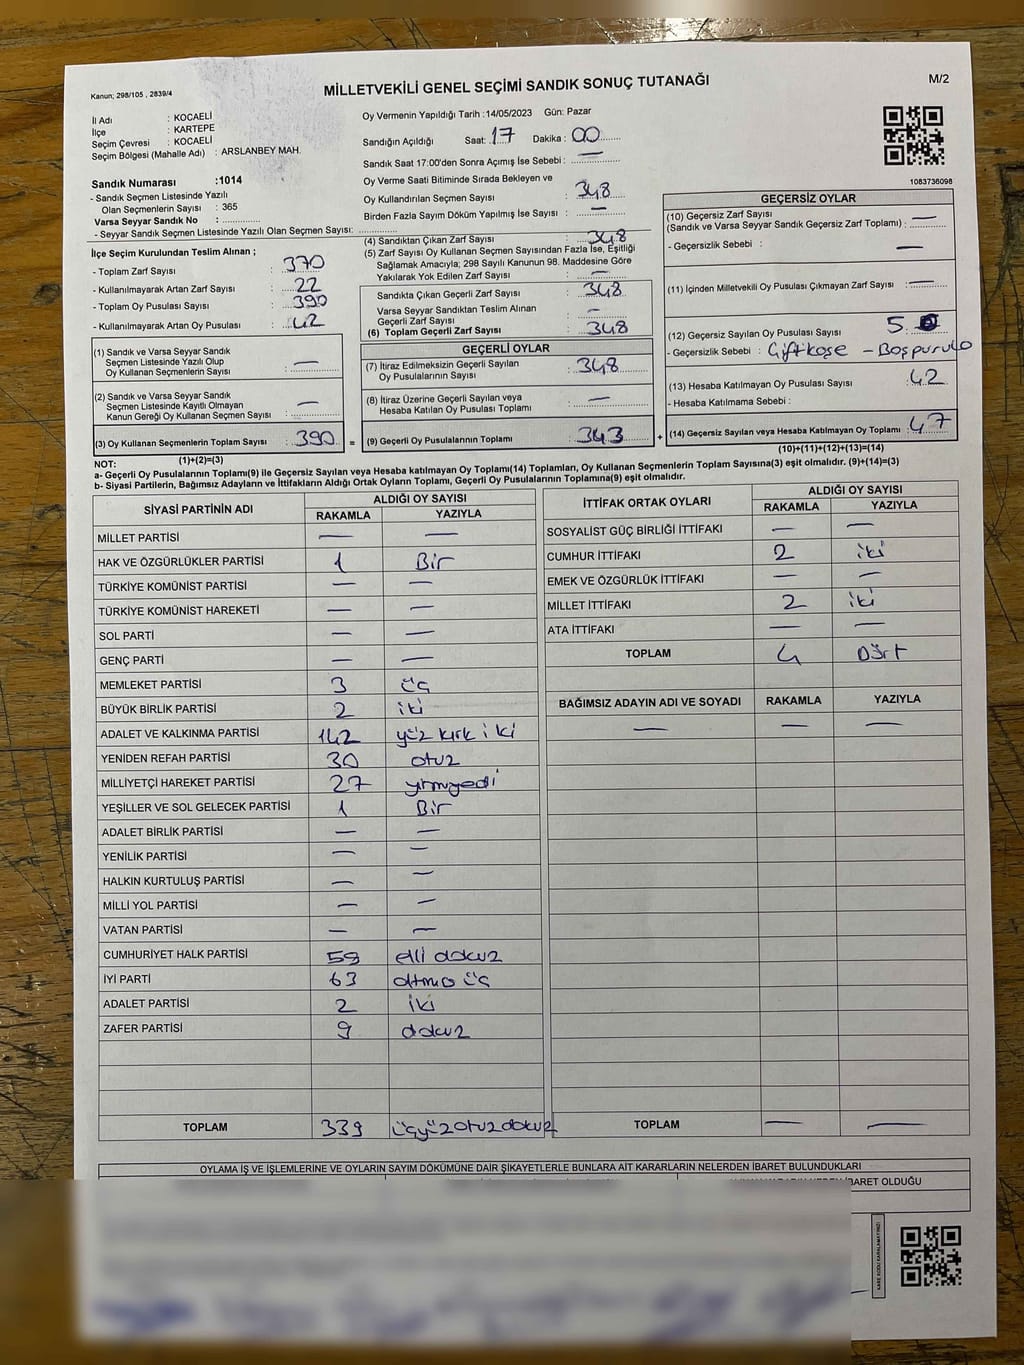 Kanun; 298/105 , 2839/4
MİLLETVEKİLİ GENEL SEÇİMİ SANDIK SONUÇ TUTANAĞI
M/2
İl Adı : KOCAELİ
İlçe : KARTEPE
Seçim Çevresi : KOCAELİ
Seçim Bölgesi (Mahalle Adı) : ARSLANBEY MAH.
Sandık Numarası :1014
- Sandık Seçmen Listesinde Yazılı
Olan Seçmenlerin Sayısı : 365
Varsa Seyyar Sandık No : ..............
- Seyyar Sandık Seçmen Listesinde Yazılı Olan Seçmen Sayısı: ..............
Oy Vermenin Yapıldığı Tarih :14/05/2023 Gün: Pazar
Sandığın Açıldığı Saat: 17 Dakika : 00
Sandık Saat 17:00'den Sonra Açımış İse Sebebi : —
Oy Verme Saati Bitiminde Sırada Bekleyen ve
Oy Kullandırılan Seçmen Sayısı : 348
Birden Fazla Sayım Döküm Yapılmış İse Sayısı : —
1083736098
İlçe Seçim Kurulundan Teslim Alınan ;
- Toplam Zarf Sayısı : 370
- Kullanılmayarak Artan Zarf Sayısı : 22
- Toplam Oy Pusulası Sayısı : 390
- Kullanılmayarak Artan Oy Pusulası : 42
(4) Sandıktan Çıkan Zarf Sayısı : 348
(5) Zarf Sayısı Oy Kullanan Seçmen Sayısından Fazla İse, Eşitliği
Sağlamak Amacıyla; 298 Sayılı Kanunun 98. Maddesine Göre
Yakılarak Yok Edilen Zarf Sayısı : —
Sandıkta Çıkan Geçerli Zarf Sayısı : 348
Varsa Seyyar Sandıktan Teslim Alınan
Geçerli Zarf Sayısı : —
(6) Toplam Geçerli Zarf Sayısı : 348
GEÇERSİZ OYLAR
(10) Geçersiz Zarf Sayısı
(Sandık ve Varsa Seyyar Sandık Geçersiz Zarf Toplamı) : —
- Geçersizlik Sebebi : —
(11) İçinden Milletvekili Oy Pusulası Çıkmayan Zarf Sayısı : —
(12) Geçersiz Sayılan Oy Pusulası Sayısı : 5
- Geçersizlik Sebebi :
(13) Hesaba Katılmayan Oy Pusulası Sayısı : 42
- Hesaba Katılmama Sebebi :
(14) Geçersiz Sayılan veya Hesaba Katılmayan Oy Toplamı : 47
(10)+(11)+(12)+(13)=(14)
(1) Sandık ve Varsa Seyyar Sandık
Seçmen Listesinde Yazılı Olup
Oy Kullanan Seçmenlerin Sayısı : —
(2) Sandık ve Varsa Seyyar Sandık
Seçmen Listesinde Kayıtlı Olmayan
Kanun Gereği Oy Kullanan Seçmen Sayısı : —
(3) Oy Kullanan Seçmenlerin Toplam Sayısı : 390 =
(1)+(2)=(3)
GEÇERLİ OYLAR
(7) İtiraz Edilmeksizin Geçerli Sayılan
Oy Pusulalarının Sayısı : 348
(8) İtiraz Üzerine Geçerli Sayılan veya
Hesaba Katılan Oy Pusulası Toplamı : —
(9) Geçerli Oy Pusulalarının Toplamı : 343 +
NOT:
a- Geçerli Oy Pusulalarının Toplamı(9) ile Geçersiz Sayılan veya Hesaba katılmayan Oy Toplamı(14) Toplamları, Oy Kullanan Seçmenlerin Toplam Sayısına(3) eşit olmalıdır. (9)+(14)=(3)
b- Siyasi Partilerin, Bağımsız Adayların ve İttifakların Aldığı Ortak Oyların Toplamı, Geçerli Oy Pusulalarının Toplamına(9) eşit olmalıdır.
SİYASİ PARTİNİN ADI ALDIĞI OY SAYISI
RAKAMLA YAZIYLA
MİLLET PARTİSİ — —
HAK VE ÖZGÜRLÜKLER PARTİSİ 1 Bir
TÜRKİYE KOMÜNİST PARTİSİ — —
TÜRKİYE KOMÜNİST HAREKETİ — —
SOL PARTİ — —
GENÇ PARTİ — —
MEMLEKET PARTİSİ 3 üç
BÜYÜK BİRLİK PARTİSİ 2 iki
ADALET VE KALKINMA PARTİSİ 142 yüz kırk iki
YENİDEN REFAH PARTİSİ 30 otuz
MİLLİYETÇİ HAREKET PARTİSİ 27 yirmiyedi
YEŞİLLER VE SOL GELECEK PARTİSİ 1 Bir
ADALET BİRLİK PARTİSİ — —
YENİLİK PARTİSİ — —
HALKIN KURTULUŞ PARTİSİ — —
MİLLİ YOL PARTİSİ — —
VATAN PARTİSİ — —
CUMHURİYET HALK PARTİSİ 59 elli dokuz
İYİ PARTİ 63 altmış üç
ADALET PARTİSİ 2 iki
ZAFER PARTİSİ 9 dokuz
TOPLAM 339 üçyüzotuzdokuz
İTTİFAK ORTAK OYLARI ALDIĞI OY SAYISI
RAKAMLA YAZIYLA
SOSYALİST GÜÇ BİRLİĞİ İTTİFAKI — —
CUMHUR İTTİFAKI 2 iki
EMEK VE ÖZGÜRLÜK İTTİFAKI — —
MİLLET İTTİFAKI 2 iki
ATA İTTİFAKI — —
TOPLAM 4 Dört
BAĞIMSIZ ADAYIN ADI VE SOYADI RAKAMLA YAZIYLA
— — —
TOPLAM — —
OYLAMA İŞ VE İŞLEMLERİNE VE OYLARIN SAYIM DÖKÜMÜNE DAİR ŞİKAYETLERLE BUNLARA AİT KARARLARIN NELERDEN İBARET BULUNDUKLARI
İBARET OLDUĞU
KARE KODU KARALAMAYINIZ!